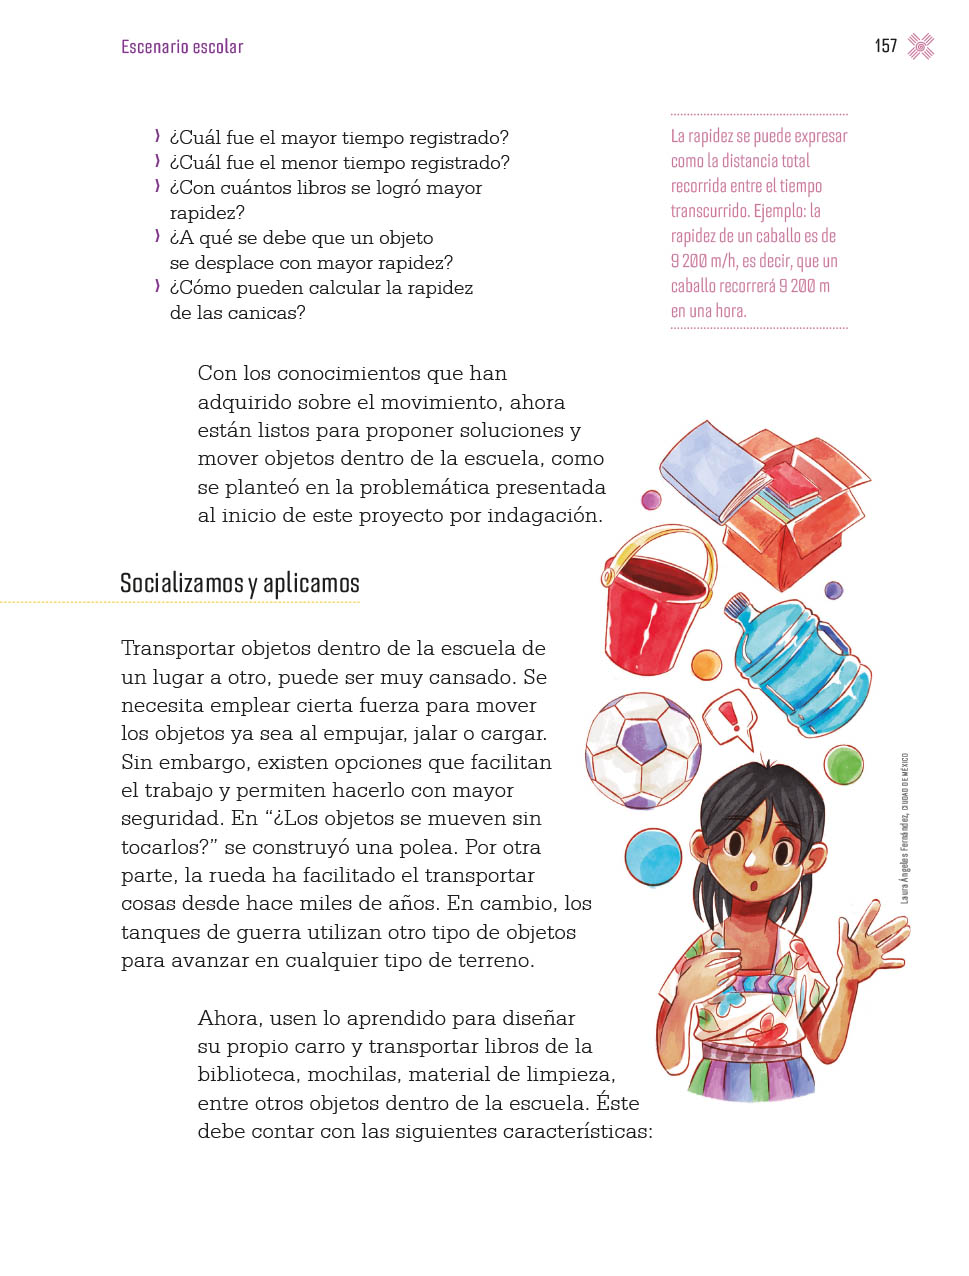 Escenario escolar
157
⟩ ¿Cuál fue el mayor tiempo registrado?
⟩ ¿Cuál fue el menor tiempo registrado?
⟩ ¿Con cuántos libros se logró mayor
rapidez?
⟩ ¿A qué se debe que un objeto
se desplace con mayor rapidez?
⟩ ¿Cómo pueden calcular la rapidez
de las canicas?
La rapidez se puede expresar
como la distancia total
recorrida entre el tiempo
transcurrido. Ejemplo: la
rapidez de un caballo es de
9 200 m/h, es decir, que un
caballo recorrerá 9 200 m
en una hora.
Con los conocimientos que han
adquirido sobre el movimiento, ahora
están listos para proponer soluciones y
mover objetos dentro de la escuela, como
se planteó en la problemática presentada
al inicio de este proyecto por indagación.
Socializamos y aplicamos
Transportar objetos dentro de la escuela de
un lugar a otro, puede ser muy cansado. Se
necesita emplear cierta fuerza para mover
los objetos ya sea al empujar, jalar o cargar.
Sin embargo, existen opciones que facilitan
el trabajo y permiten hacerlo con mayor
seguridad. En “¿Los objetos se mueven sin
tocarlos?” se construyó una polea. Por otra
parte, la rueda ha facilitado el transportar
cosas desde hace miles de años. En cambio, los
tanques de guerra utilizan otro tipo de objetos
para avanzar en cualquier tipo de terreno.
Ahora, usen lo aprendido para diseñar
su propio carro y transportar libros de la
biblioteca, mochilas, material de limpieza,
entre otros objetos dentro de la escuela. Éste
debe contar con las siguientes características:
!
Laura Ángeles Fernández, CIUDAD DE MÉXICO